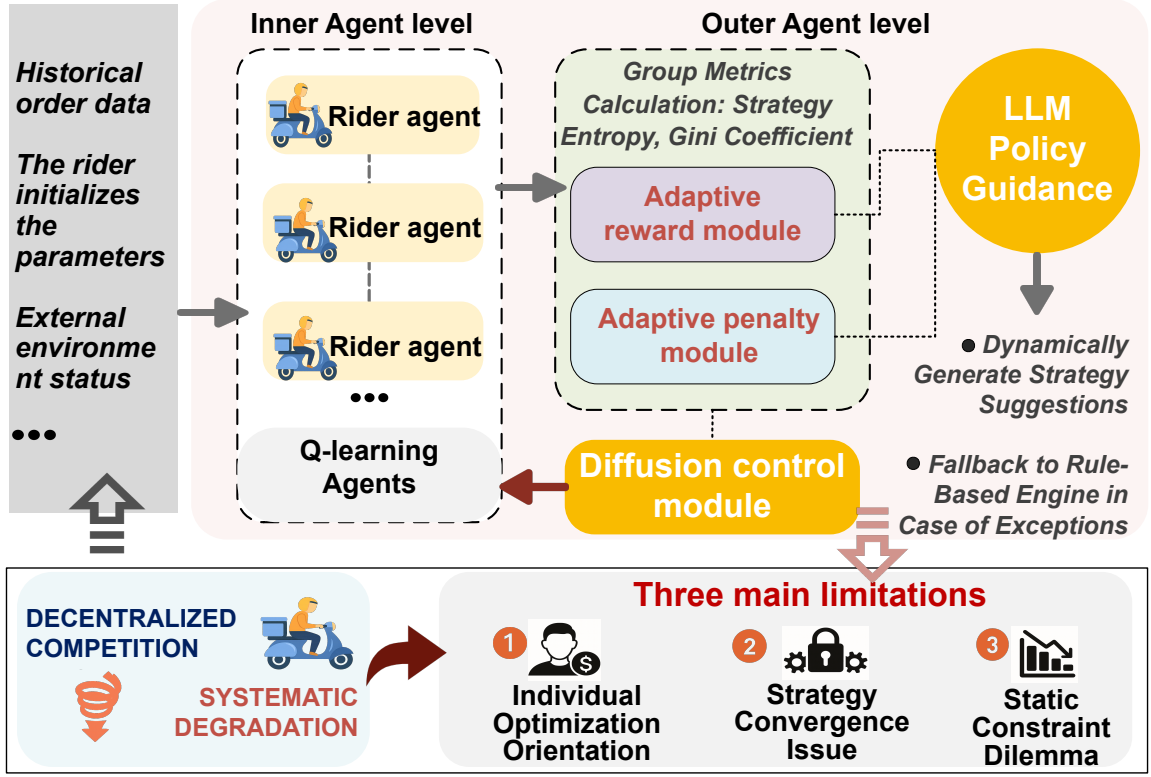 Historical
order data
The rider
initializes
the
parameters
External
environme
nt status
•••
Inner Agent level
Rider agent
Rider agent
Rider agent
•••
Q-learning
Agents
Outer Agent level
Group Metrics
Calculation: Strategy
Entropy, Gini Coefficient
Adaptive
reward module
Adaptive penalty
module
Diffusion control
module
LLM
Policy
Guidance
● Dynamically
Generate Strategy
Suggestions
● Fallback to Rule-
Based Engine in
Case of Exceptions
DECENTRALIZED
COMPETITION
SYSTEMATIC
DEGRADATION
Three main limitations
1
$
Individual
Optimization
Orientation
2
Strategy
Convergence
Issue
3
Static
Constraint
Dilemma